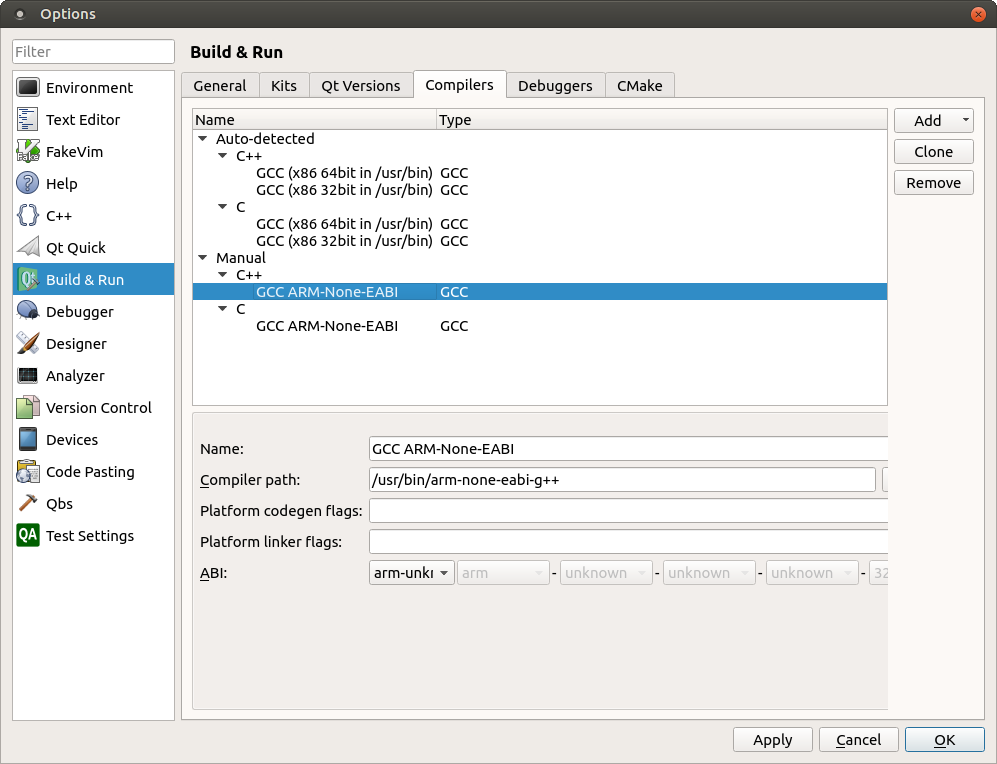 Options
Filter
Environment
Text Editor
FakeVim
Help
C++
Qt Quick
Build & Run
Debugger
Designer
Analyzer
Version Control
Devices
Code Pasting
Qbs
Test Settings
Build & Run
General Kits Qt Versions Compilers Debuggers CMake
Name Type
Auto-detected
C++
GCC (x86 64bit in /usr/bin) GCC
GCC (x86 32bit in /usr/bin) GCC
C
GCC (x86 64bit in /usr/bin) GCC
GCC (x86 32bit in /usr/bin) GCC
Manual
C++
GCC ARM-None-EABI GCC
C
GCC ARM-None-EABI GCC
Add
Clone
Remove
Name: GCC ARM-None-EABI
Compiler path: /usr/bin/arm-none-eabi-g++
Platform codegen flags:
Platform linker flags:
ABI: arm-unkr arm - unknown - unknown - unknown - 32
Apply Cancel OK